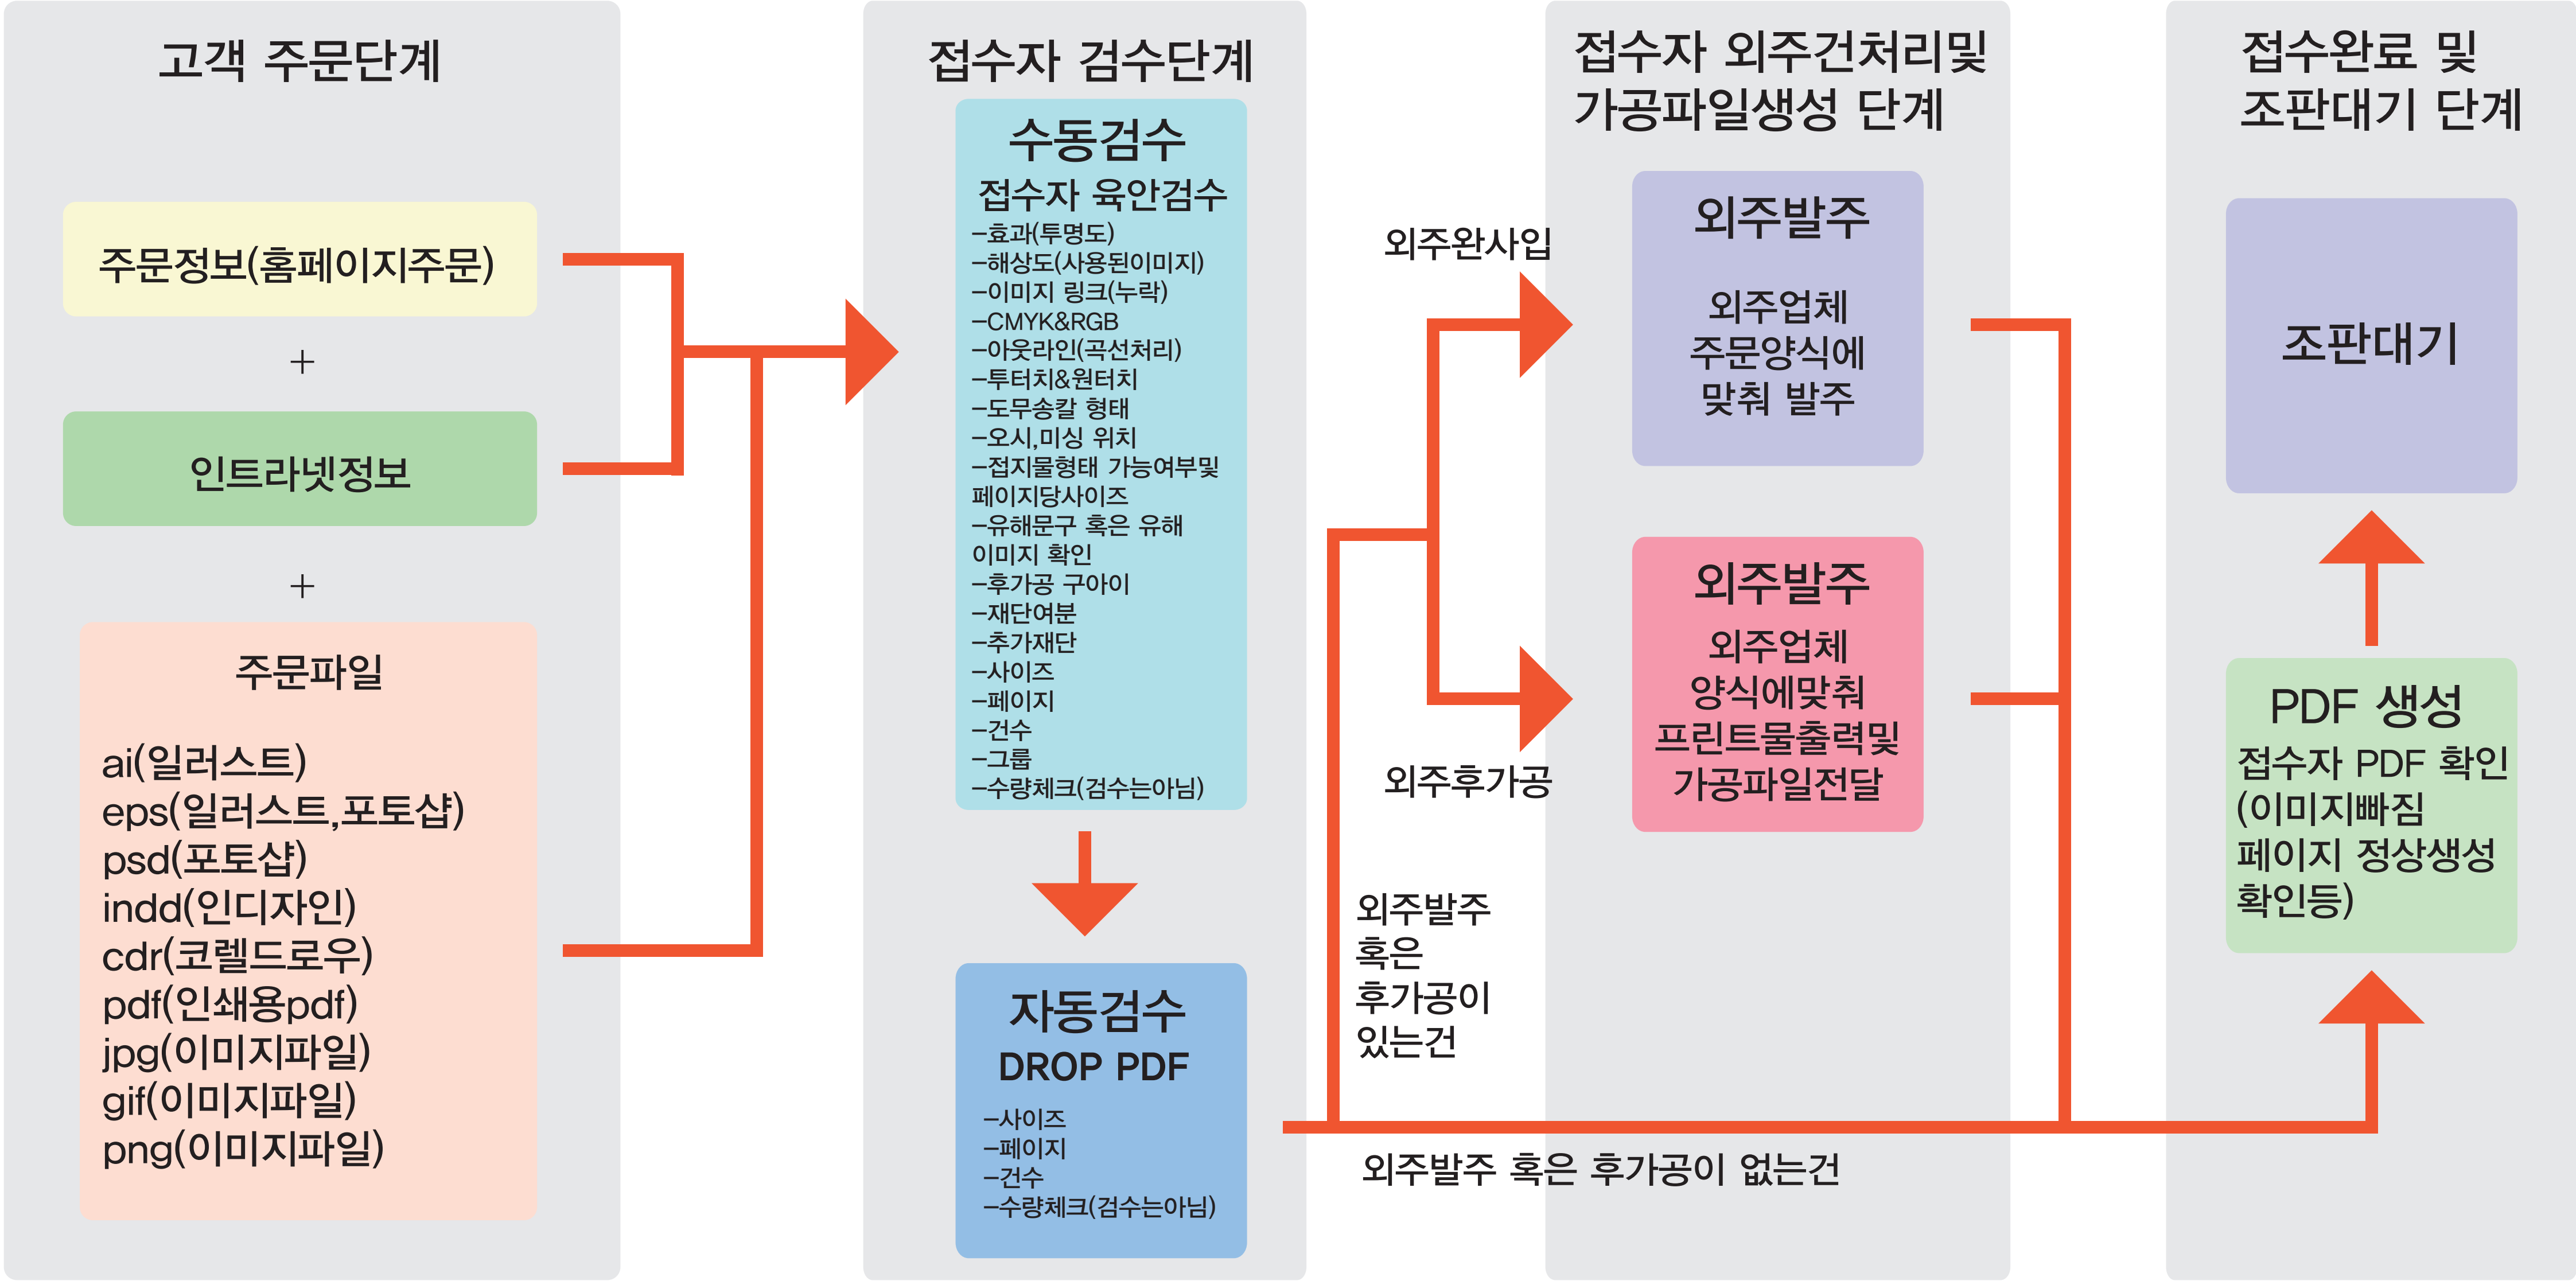 고객 주문단계
주문정보(홈페이지주문)
+
인트라넷정보
+
주문파일
ai(일러스트)
eps(일러스트,포토샵)
psd(포토샵)
indd(인디자인)
cdr(코렐드로우)
pdf(인쇄용pdf)
jpg(이미지파일)
gif(이미지파일)
png(이미지파일)
접수자 검수단계
수동검수
접수자 육안검수
-효과(투명도)
-해상도(사용된이미지)
-이미지 링크(누락)
-CMYK&RGB
-아웃라인(곡선처리)
-투터치&원터치
-도무송칼 형태
-오시,미싱 위치
-접지물형태 가능여부및
페이지당사이즈
-유해문구 혹은 유해
이미지 확인
-후가공 구아이
-재단여분
-추가재단
-사이즈
-페이지
-건수
-그룹
-수량체크(검수는아님)
자동검수
DROP PDF
-사이즈
-페이지
-건수
-수량체크(검수는아님)
외주완사입
외주후가공
외주발주
혹은
후가공이
있는건
외주발주 혹은 후가공이 없는건
접수자 외주건처리및
가공파일생성 단계
외주발주
외주업체
주문양식에
맞춰 발주
외주발주
외주업체
양식에맞춰
프린트물출력및
가공파일전달
접수완료 및
조판대기 단계
조판대기
PDF 생성
접수자 PDF 확인
(이미지빠짐
페이지 정상생성
확인등)